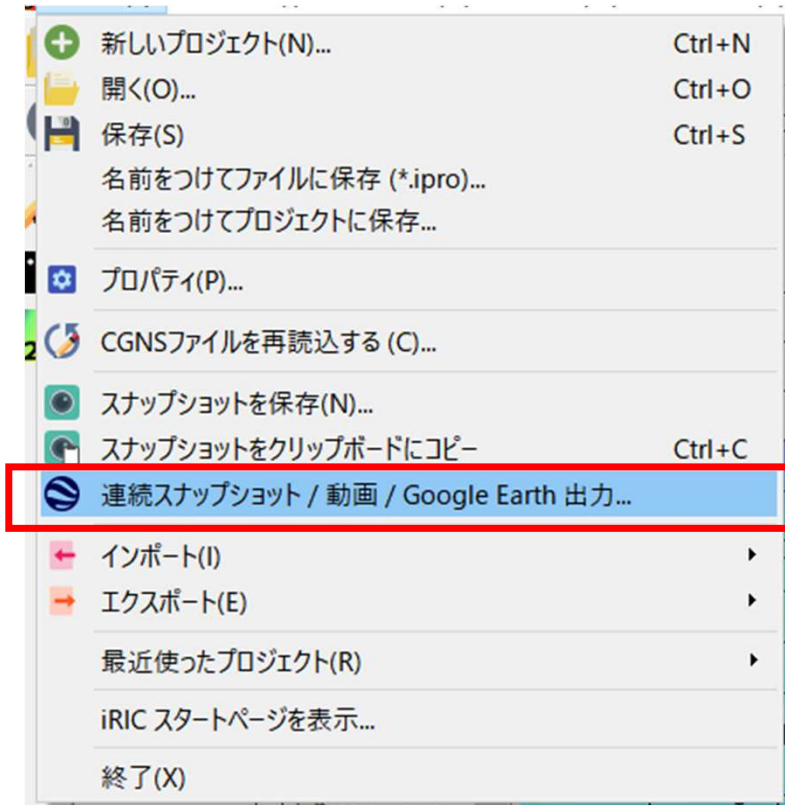 新しいプロジェクト(N)... Ctrl+N
開く(O)... Ctrl+O
保存(S) Ctrl+S
名前をつけてファイルに保存 (*.ipro)...
名前をつけてプロジェクトに保存...
プロパティ(P)...
CGNSファイルを再読込する (C)...
スナップショットを保存(N)...
スナップショットをクリップボードにコピー Ctrl+C
連続スナップショット / 動画 / Google Earth 出力...
インポート(I)
エクスポート(E)
最近使ったプロジェクト(R)
iRIC スタートページを表示...
終了(X)